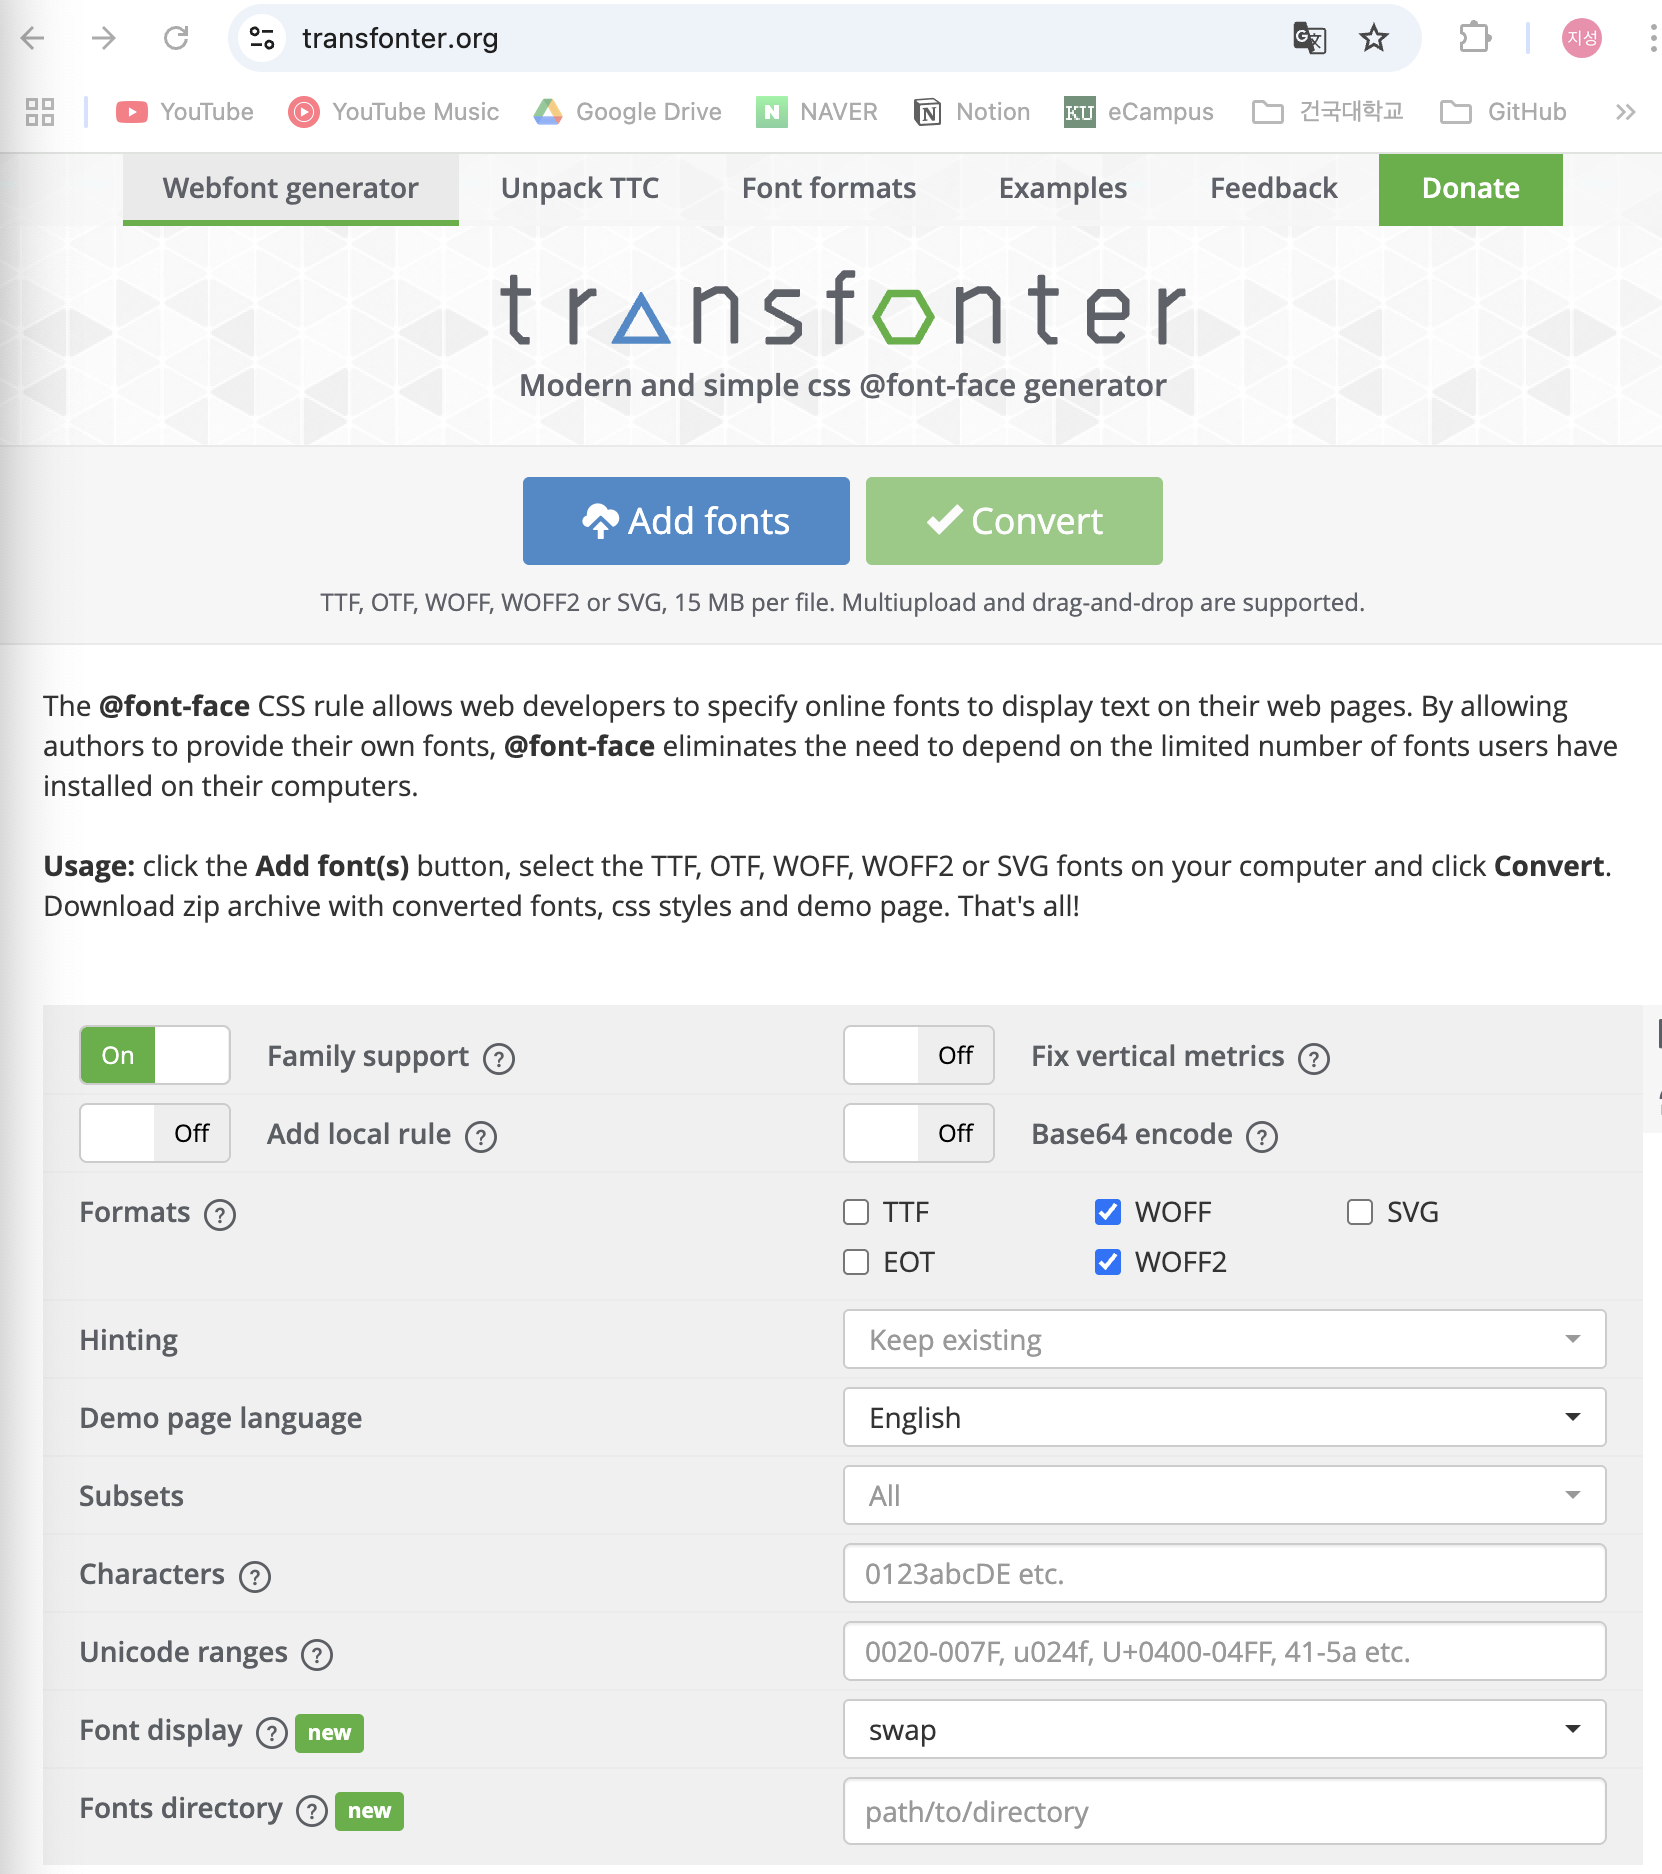 transfonter.org
지성
YouTube
YouTube Music
Google Drive
N NAVER
Notion
KU eCampus
건국대학교
GitHub
Webfont generator
Unpack TTC
Font formats
Examples
Feedback
Donate
transfonter
Modern and simple css @font-face generator
Add fonts
Convert
TTF, OTF, WOFF, WOFF2 or SVG, 15 MB per file. Multiupload and drag-and-drop are supported.
The @font-face CSS rule allows web developers to specify online fonts to display text on their web pages. By allowing
authors to provide their own fonts, @font-face eliminates the need to depend on the limited number of fonts users have
installed on their computers.
Usage: click the Add font(s) button, select the TTF, OTF, WOFF, WOFF2 or SVG fonts on your computer and click Convert.
Download zip archive with converted fonts, css styles and demo page. That's all!
On Family support ?
Off Fix vertical metrics ?
Off Add local rule ?
Off Base64 encode ?
Formats ?
TTF WOFF SVG
EOT WOFF2
Hinting Keep existing
Demo page language English
Subsets All
Characters ? 0123abcDE etc.
Unicode ranges ? 0020-007F, u024f, U+0400-04FF, 41-5a etc.
Font display ? new swap
Fonts directory ? new path/to/directory